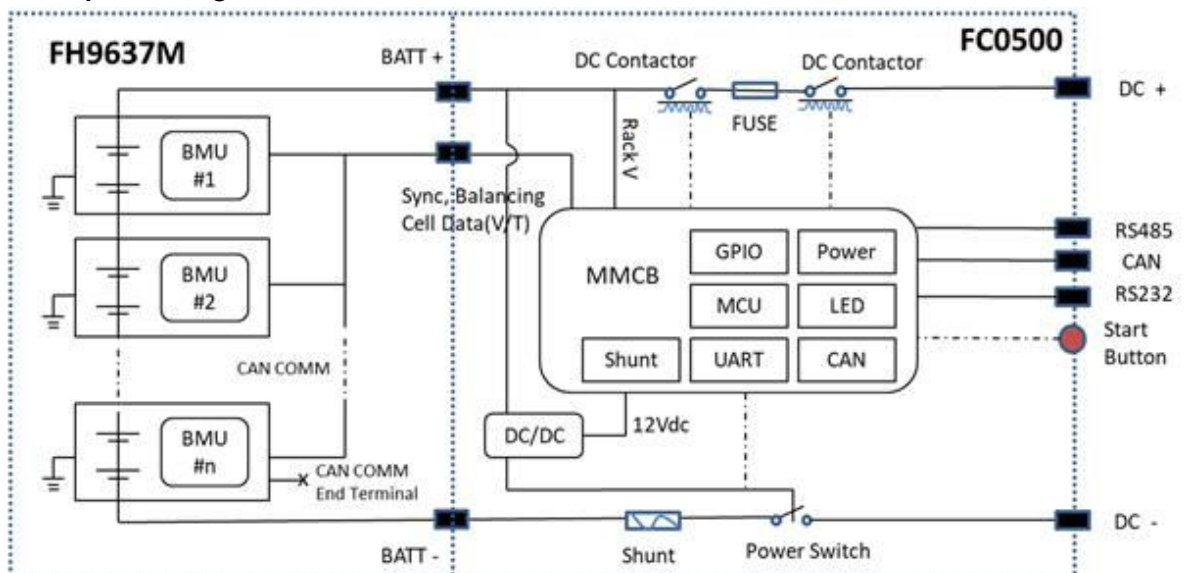 FH9637M
FC0500
BATT +
DC Contactor
DC Contactor
DC +
FUSE
Rack V
BMU
#1
Sync, Balancing
Cell Data(V/T)
MMCB
GPIO
Power
MCU
LED
Shunt
UART
CAN
RS485
CAN
RS232
Start
Button
BMU
#2
CAN COMM
DC/DC
12Vdc
BMU
#n
CAN COMM
End Terminal
BATT -
Shunt
Power Switch
DC -